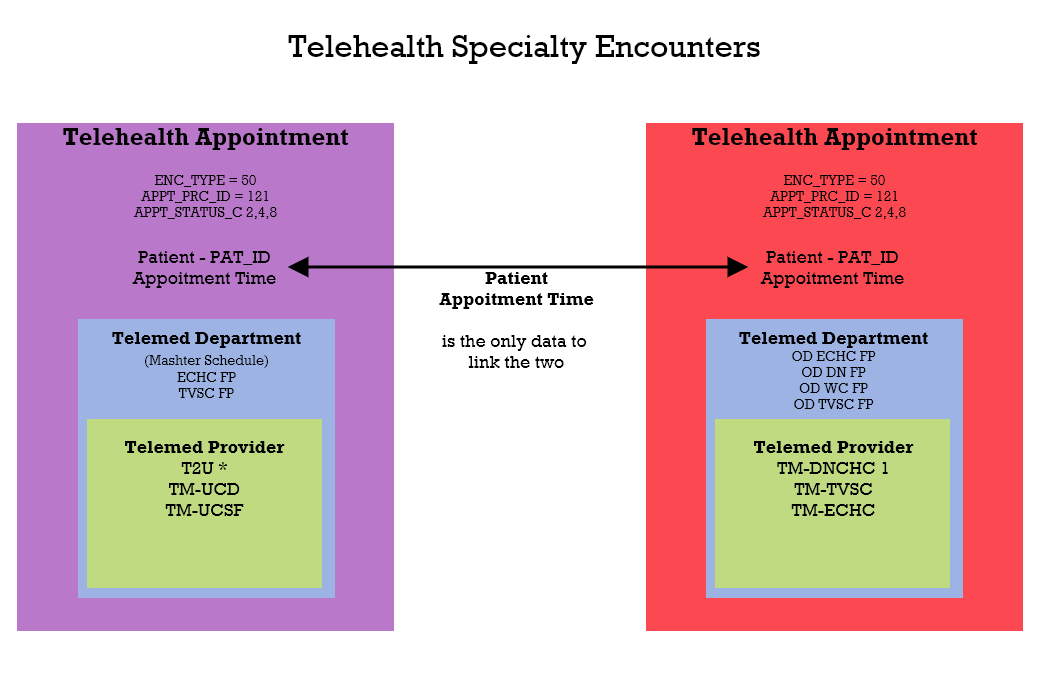 Telehealth Specialty Encounters
Telehealth Appointment
ENC_TYPE = 50
APPT_PRC_ID = 121
APPT_STATUS_C 2,4,8
Patient - PAT_ID
Appoitment Time
Telemed Department
(Mashter Schedule)
ECHC FP
TVSC FP
Telemed Provider
T2U *
TM-UCD
TM-UCSF
Patient
Appoitment Time
is the only data to
link the two
Telehealth Appointment
ENC_TYPE = 50
APPT_PRC_ID = 121
APPT_STATUS_C 2,4,8
Patient - PAT_ID
Appoitment Time
Telemed Department
OD ECHC FP
OD DN FP
OD WC FP
OD TVSC FP
Telemed Provider
TM-DNCHC 1
TM-TVSC
TM-ECHC